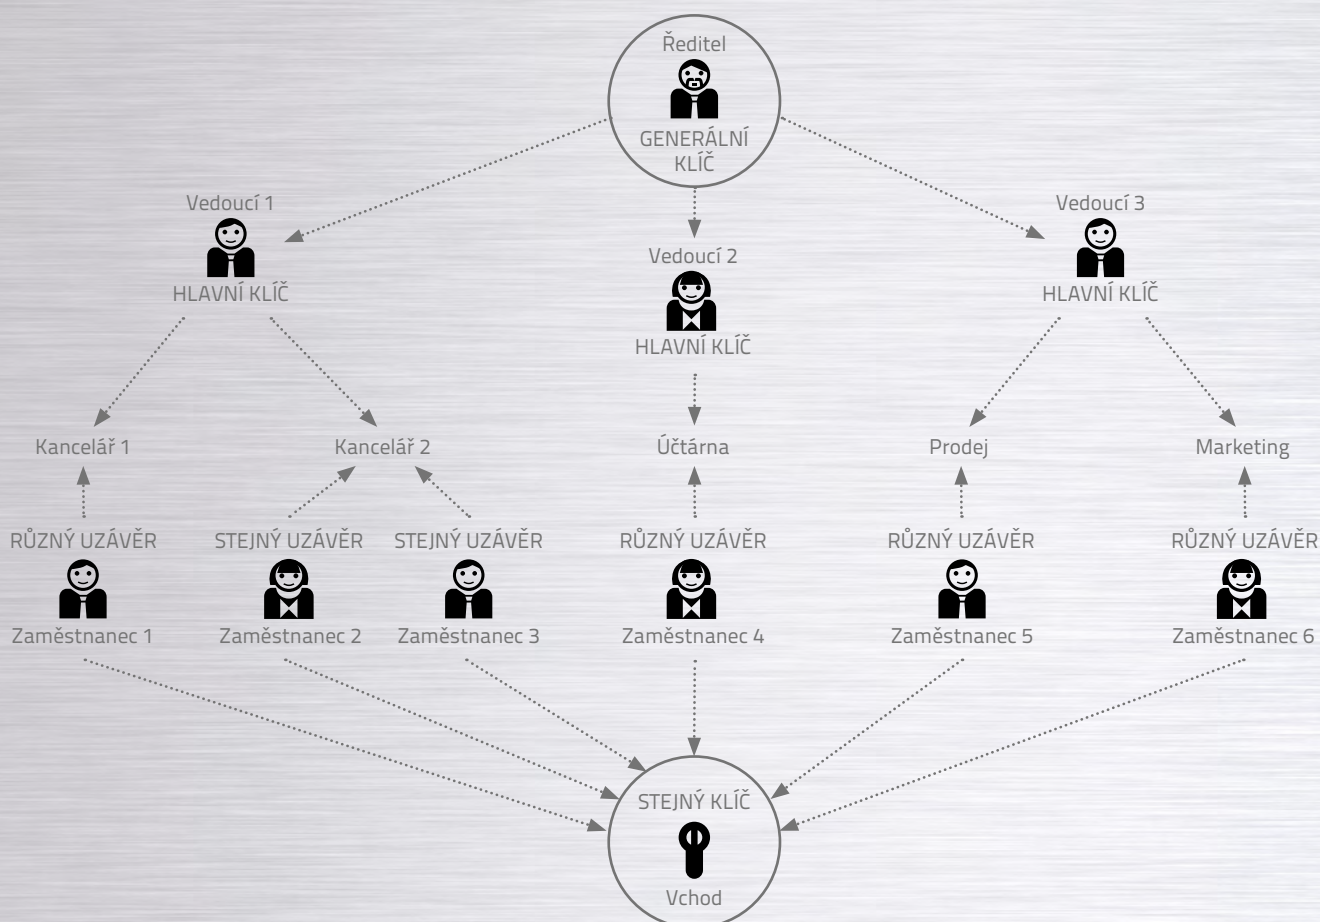 Ředitel
GENERÁLNÍ
KLÍČ
Vedoucí 1
HLAVNÍ KLÍČ
Vedoucí 2
HLAVNÍ KLÍČ
Vedoucí 3
HLAVNÍ KLÍČ
Kancelář 1
Kancelář 2
Účtárna
Prodej
Marketing
RŮZNÝ UZÁVĚR
STEJNÝ UZÁVĚR
STEJNÝ UZÁVĚR
RŮZNÝ UZÁVĚR
RŮZNÝ UZÁVĚR
RŮZNÝ UZÁVĚR
Zaměstnanec 1
Zaměstnanec 2
Zaměstnanec 3
Zaměstnanec 4
Zaměstnanec 5
Zaměstnanec 6
STEJNÝ KLÍČ
Vchod